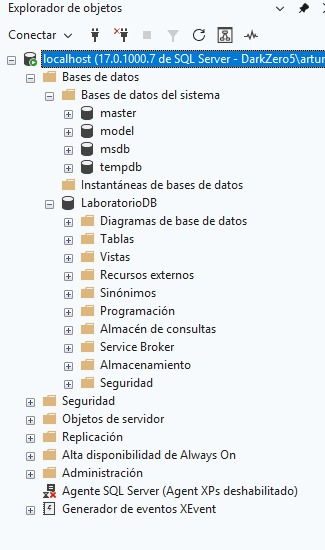 Explorador de objetos
Conectar
localhost (17.0.1000.7 de SQL Server - DarkZero5\artur
Bases de datos
Bases de datos del sistema
master
model
msdb
tempdb
Instantáneas de bases de datos
LaboratorioDB
Diagramas de base de datos
Tablas
Vistas
Recursos externos
Sinónimos
Programación
Almacén de consultas
Service Broker
Almacenamiento
Seguridad
Seguridad
Objetos de servidor
Replicación
Alta disponibilidad de Always On
Administración
Agente SQL Server (Agent XPs deshabilitado)
Generador de eventos XEvent